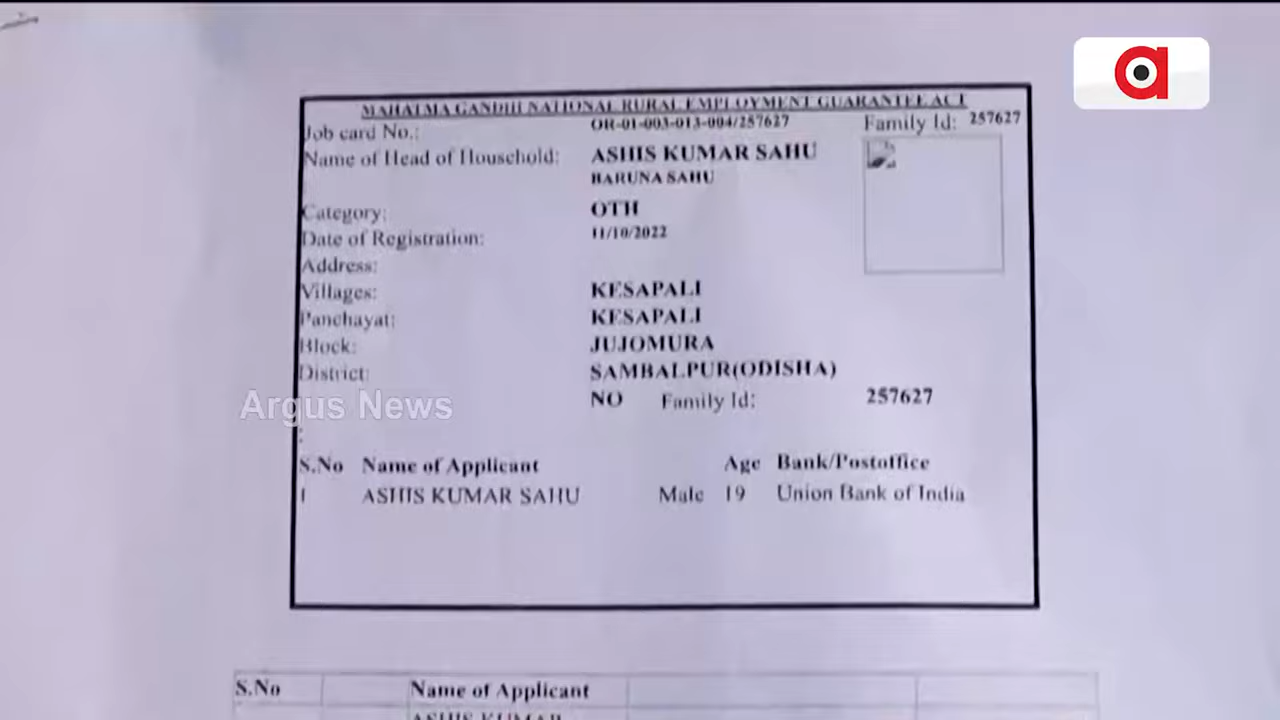 a
MAHATMA GANDHI NATIONAL RURAL EMPLOYMENT GUARANTEE ACT
Job card No.: OR-01-003-013-004/257627 Family Id: 257627
Name of Head of Household: ASHIS KUMAR SAHU
BARUNA SAHU
Category: OTH
Date of Registration: 11/10/2022
Address:
Villages: KESAPALI
Panchayat: KESAPALI
Block: JUJOMURA
District: SAMBALPUR(ODISHA)
NO Family Id: 257627
Argus News
:
S.No Name of Applicant Age Bank/Postoffice
1 ASHIS KUMAR SAHU Male 19 Union Bank of India
S.No Name of Applicant
ASHIS KUMAR